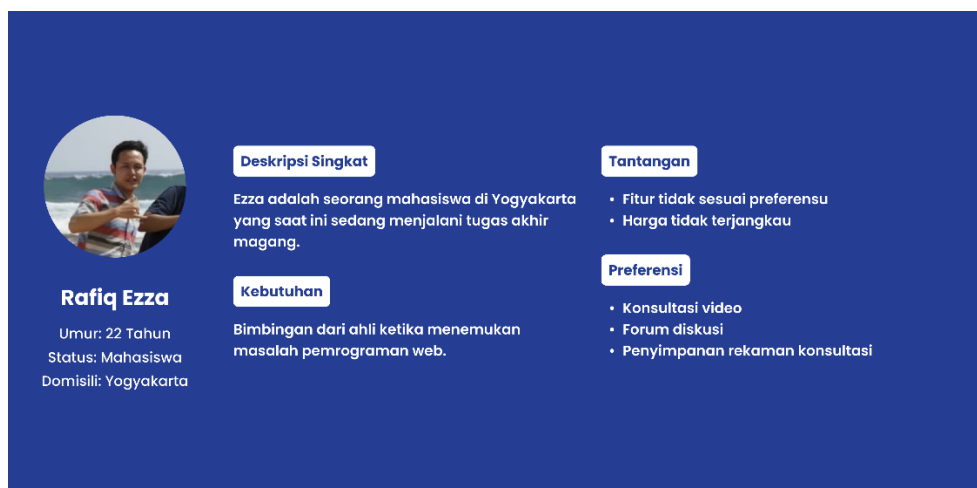 Rafiq Ezza
Umur: 22 Tahun
Status: Mahasiswa
Domisili: Yogyakarta
Deskripsi Singkat
Ezza adalah seorang mahasiswa di Yogyakarta
yang saat ini sedang menjalani tugas akhir
magang.
Kebutuhan
Bimbingan dari ahli ketika menemukan
masalah pemrograman web.
Tantangan
• Fitur tidak sesuai preferensu
• Harga tidak terjangkau
Preferensi
• Konsultasi video
• Forum diskusi
• Penyimpanan rekaman konsultasi